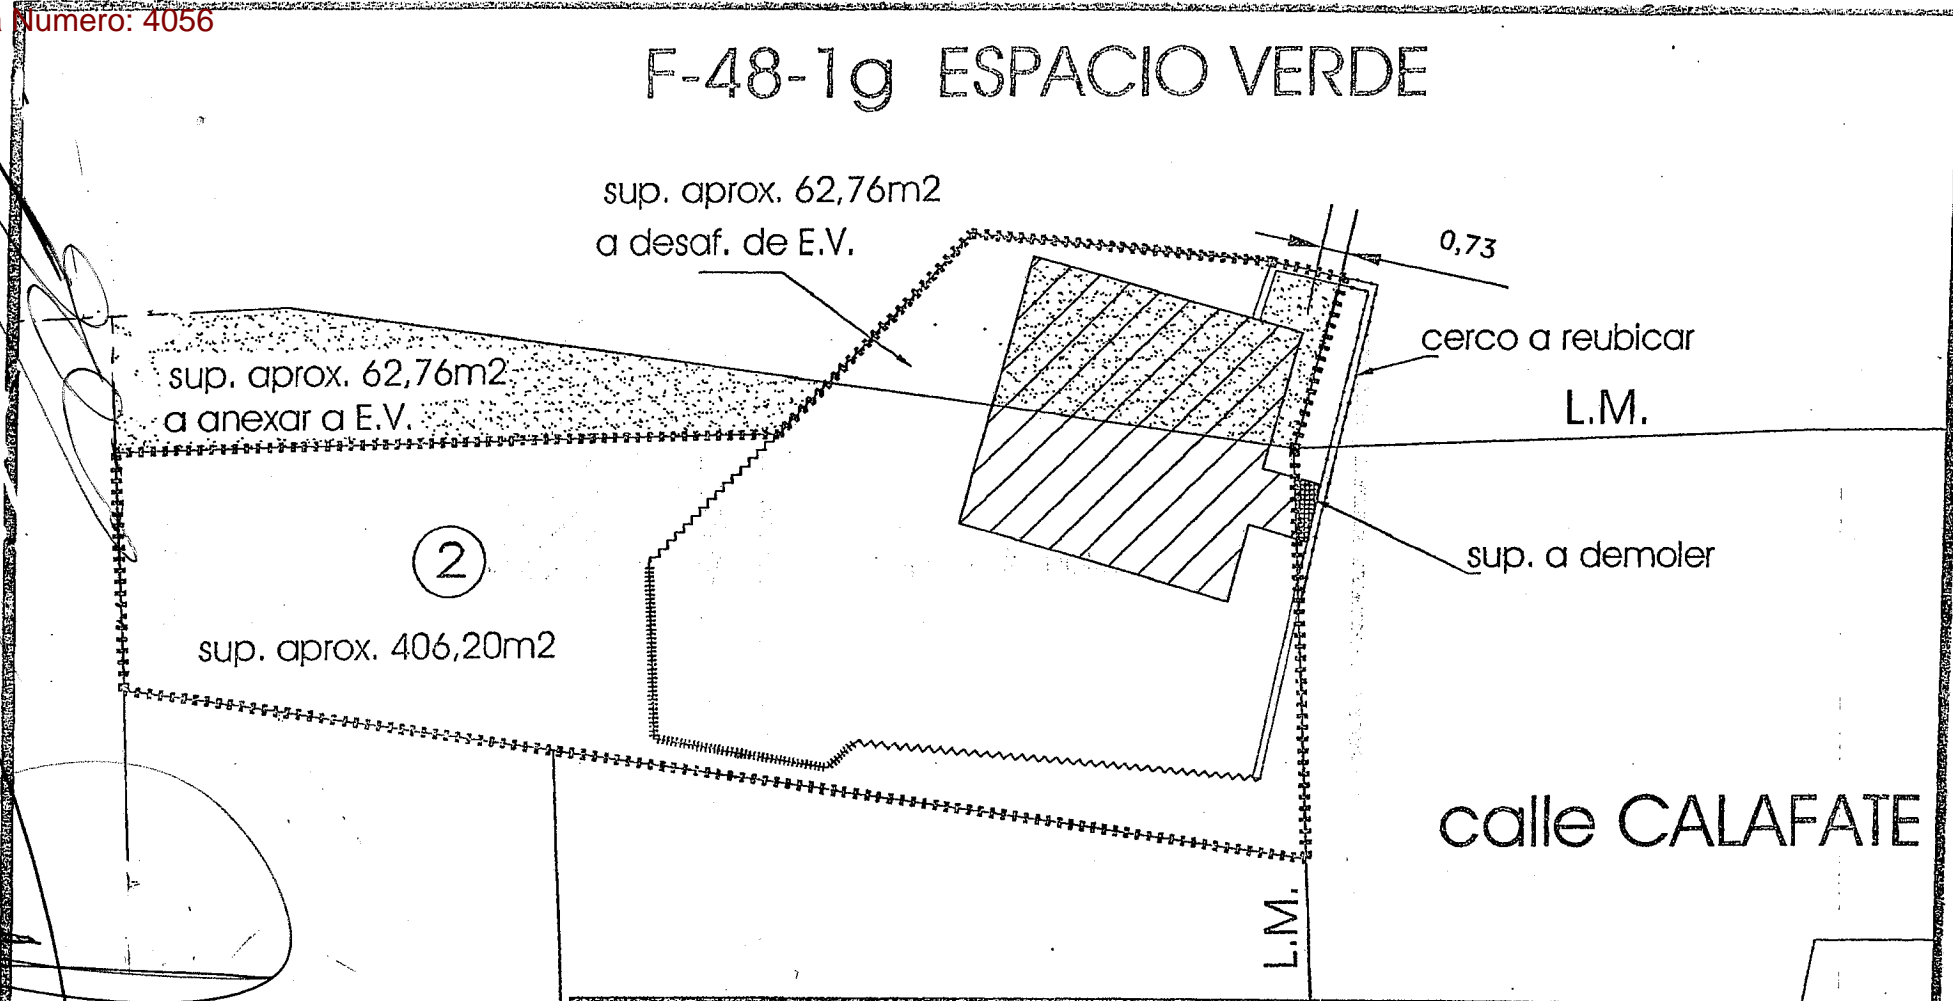 Numero: 4056
F-48-1g ESPACIO VERDE
sup. aprox. 62,76m2
a desaf. de E.V.
0,73
cerco a reubicar
sup. aprox. 62,76m2
a anexar a E.V.
L.M.
2
sup. a demoler
sup. aprox. 406,20m2
calle CALAFATE
L.M.